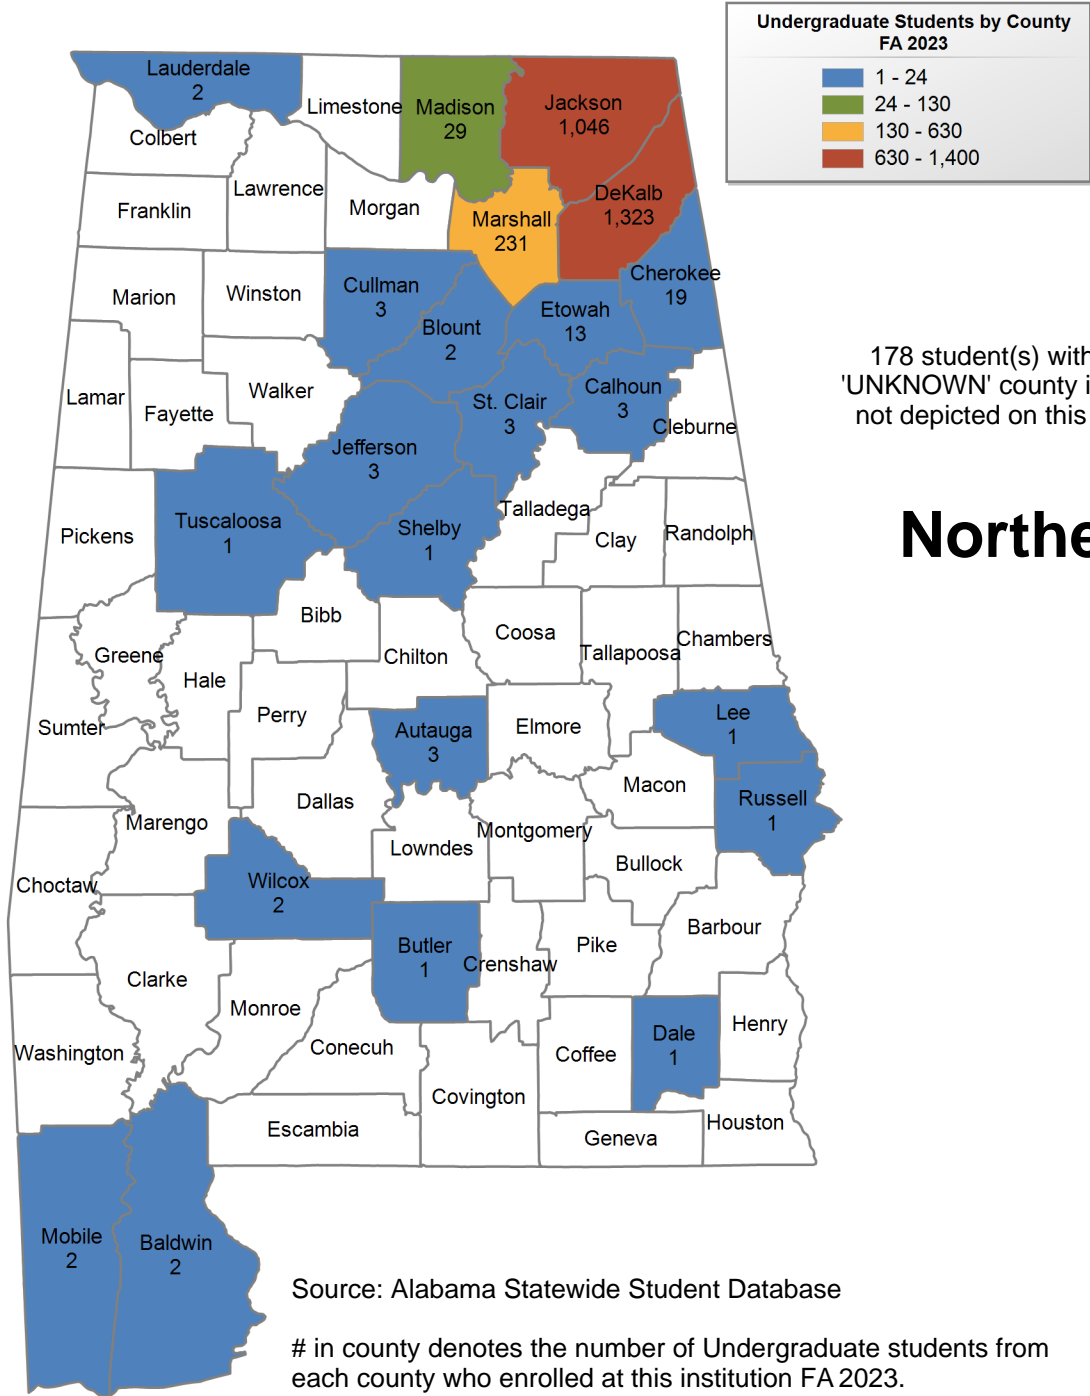 Undergraduate Students by County
FA 2023
1 - 24
24 - 130
130 - 630
630 - 1,400
Lauderdale
2
Limestone
Madison
29
Jackson
1,046
Colbert
Lawrence
DeKalb
1,323
Franklin
Morgan
Marshall
231
Cherokee
19
Marion
Winston
Cullman
3
Etowah
13
Blount
2
178 student(s) with
'UNKNOWN' county i
not depicted on this
Lamar
Fayette
Walker
St. Clair
3
Calhoun
3
Cleburne
Jefferson
3
Talladega
Pickens
Tuscaloosa
1
Shelby
1
Clay
Randolph
Northe
Bibb
Coosa
Chambers
Greene
Hale
Chilton
Tallapoosa
Sumter
Perry
Autauga
3
Elmore
Lee
1
Macon
Russell
1
Dallas
Marengo
Lowndes
Montgomery
Bullock
Choctaw
Wilcox
2
Barbour
Butler
1
Crenshaw
Pike
Clarke
Monroe
Henry
Washington
Conecuh
Coffee
Dale
1
Covington
Escambia
Geneva
Houston
Mobile
2
Baldwin
2
Source: Alabama Statewide Student Database
# in county denotes the number of Undergraduate students from
each county who enrolled at this institution FA 2023.